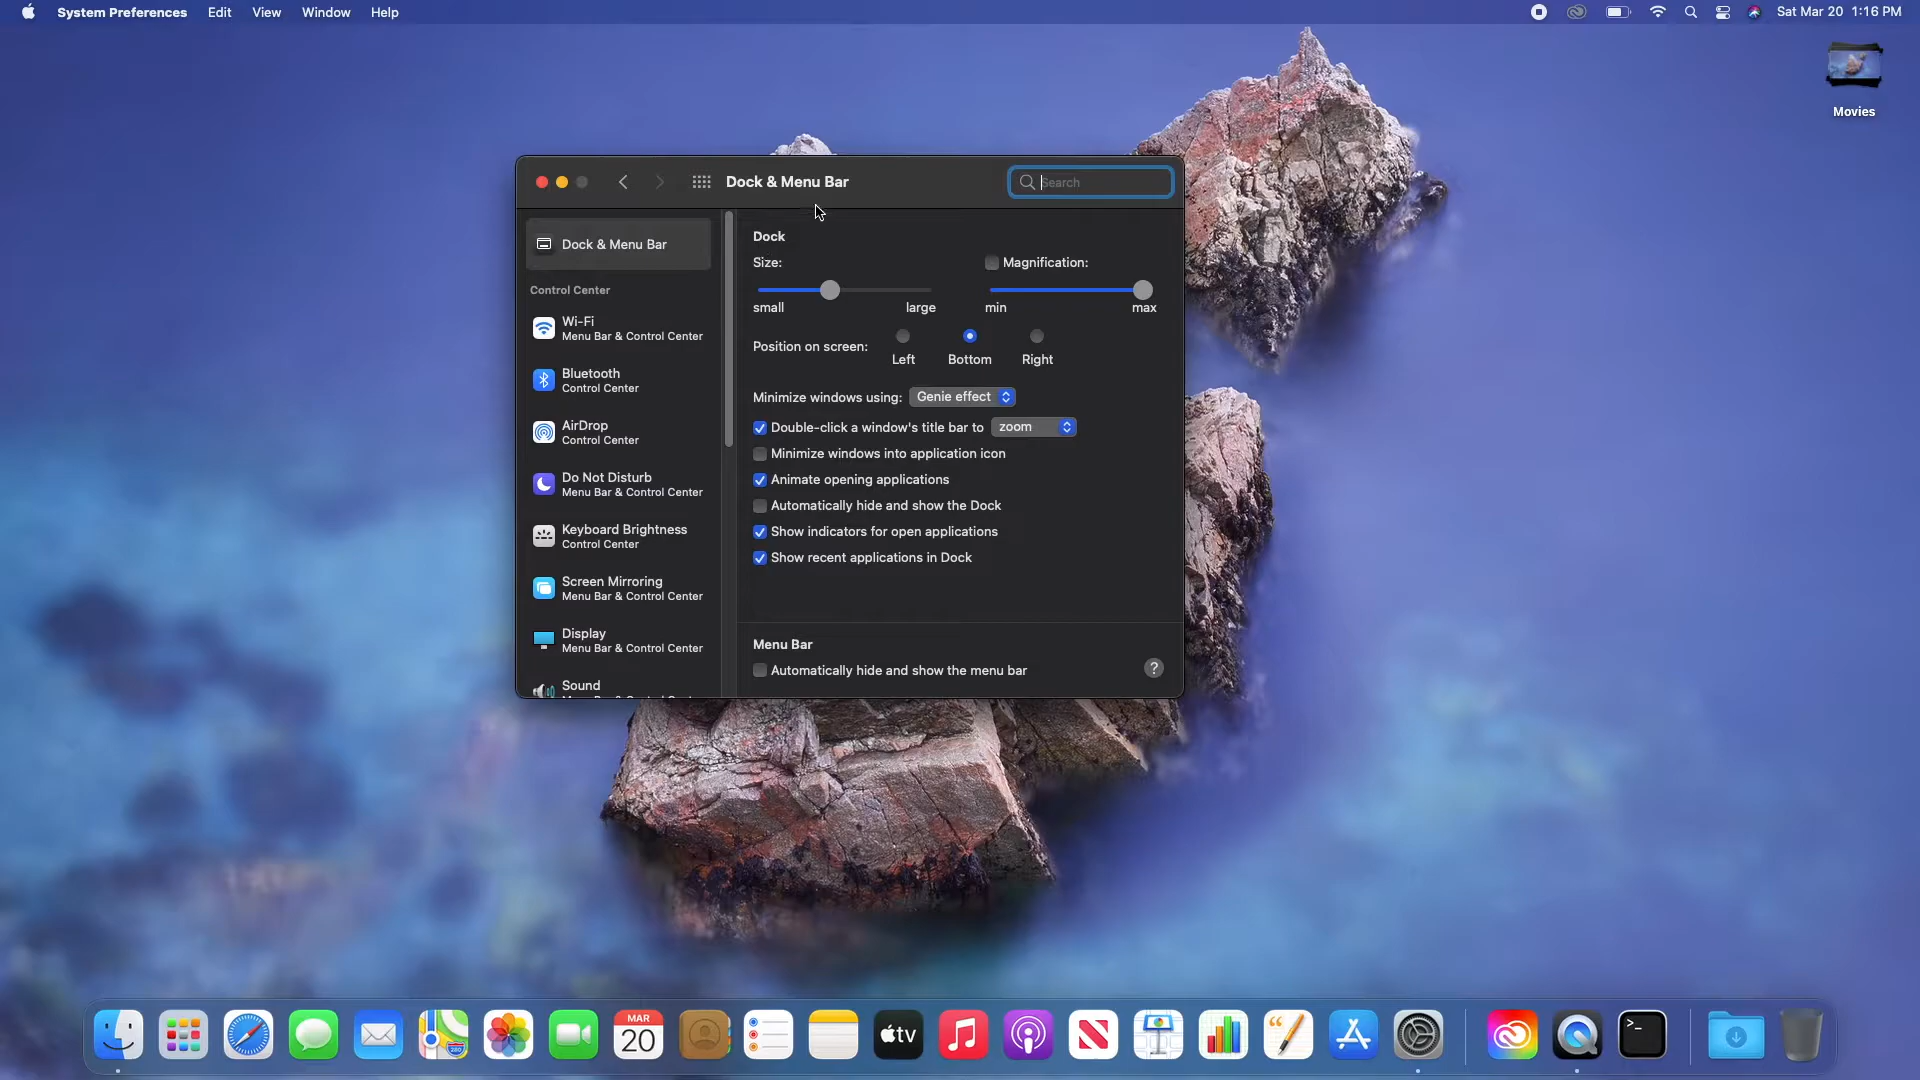 System Preferences Edit View Window Help Sat Mar 20 1:16 PM
Movies
Dock & Menu Bar Search
Dock & Menu Bar
Control Center
Wi-Fi
Menu Bar & Control Center
Bluetooth
Control Center
AirDrop
Control Center
Do Not Disturb
Menu Bar & Control Center
Keyboard Brightness
Control Center
Screen Mirroring
Menu Bar & Control Center
Display
Menu Bar & Control Center
Sound
Dock
Size: Magnification:
small large min max
Position on screen:
Left Bottom Right
Minimize windows using: Genie effect
Double-click a window's title bar to zoom
Minimize windows into application icon
Animate opening applications
Automatically hide and show the Dock
Show indicators for open applications
Show recent applications in Dock
Menu Bar
Automatically hide and show the menu bar ?
MAR
20
tv
>_